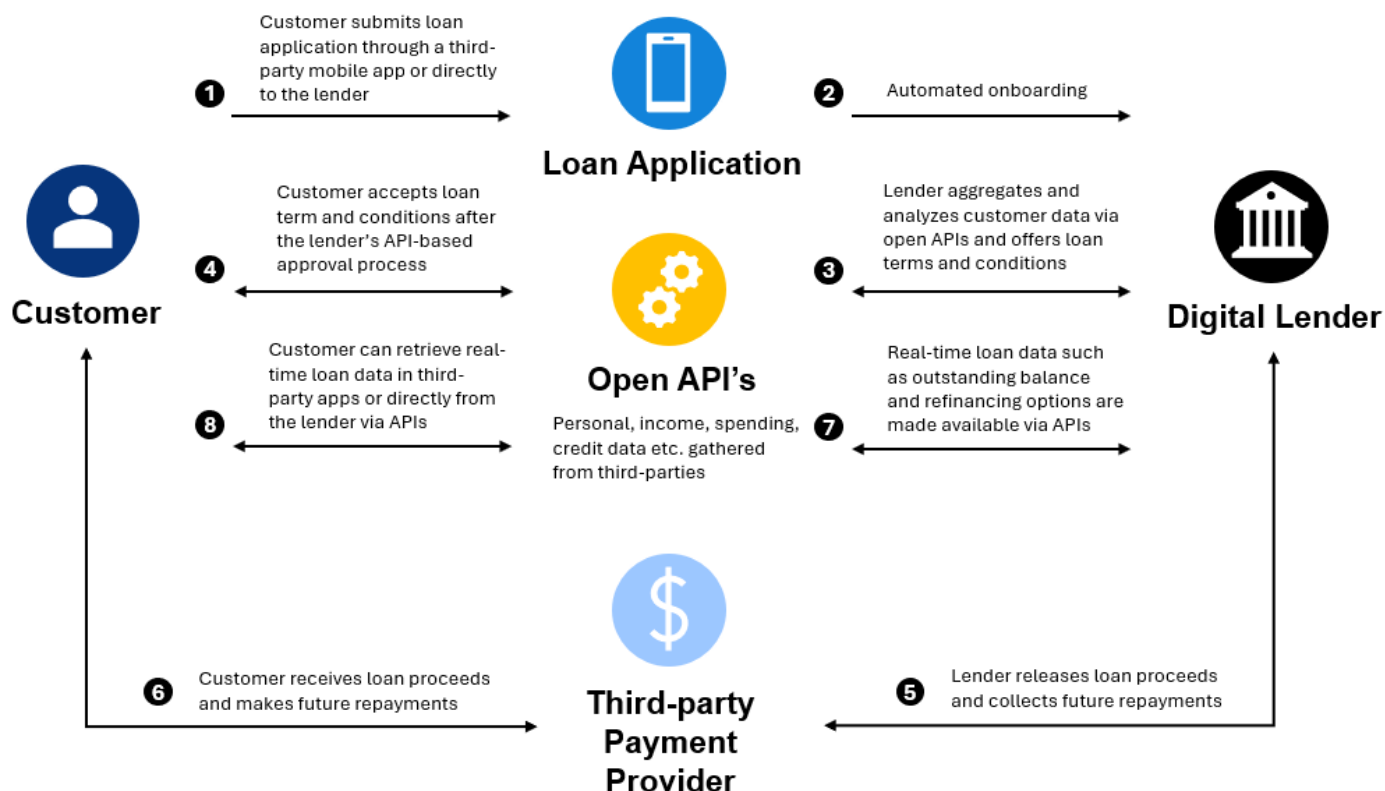 Customer submits loan
application through a third-
party mobile app or directly
to the lender
1
2
Automated onboarding
Loan Application
Customer accepts loan
term and conditions after
the lender's API-based
approval process
4
Lender aggregates and
analyzes customer data via
open APIs and offers loan
terms and conditions
3
Customer
Digital Lender
Customer can retrieve real-
time loan data in third-
party apps or directly from
the lender via APIs
8
Open API's
Personal, income, spending,
credit data etc. gathered
from third-parties
Real-time loan data such
as outstanding balance
and refinancing options are
made available via APIs
7
$
6
Customer receives loan proceeds
and makes future repayments
5
Lender releases loan proceeds
and collects future repayments
Third-party
Payment
Provider